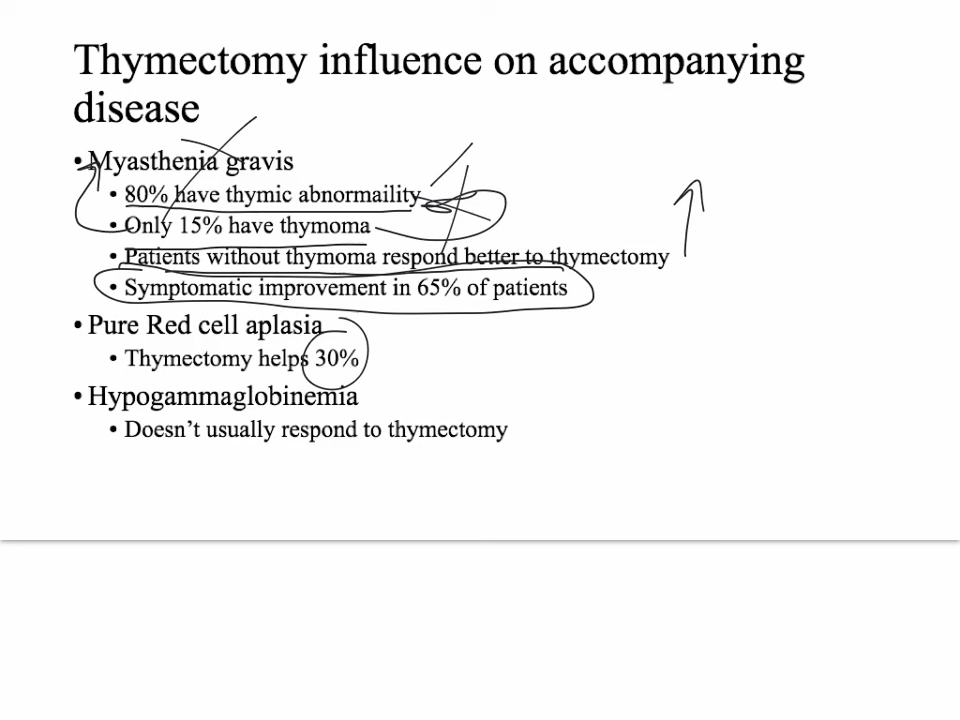 Thymectomy influence on accompanying
disease
• Myasthenia gravis
• 80% have thymic abnormaility
• Only 15% have thymoma
• Patients without thymoma respond better to thymectomy
• Symptomatic improvement in 65% of patients
• Pure Red cell aplasia
• Thymectomy helps 30%
• Hypogammaglobinemia
• Doesn’t usually respond to thymectomy